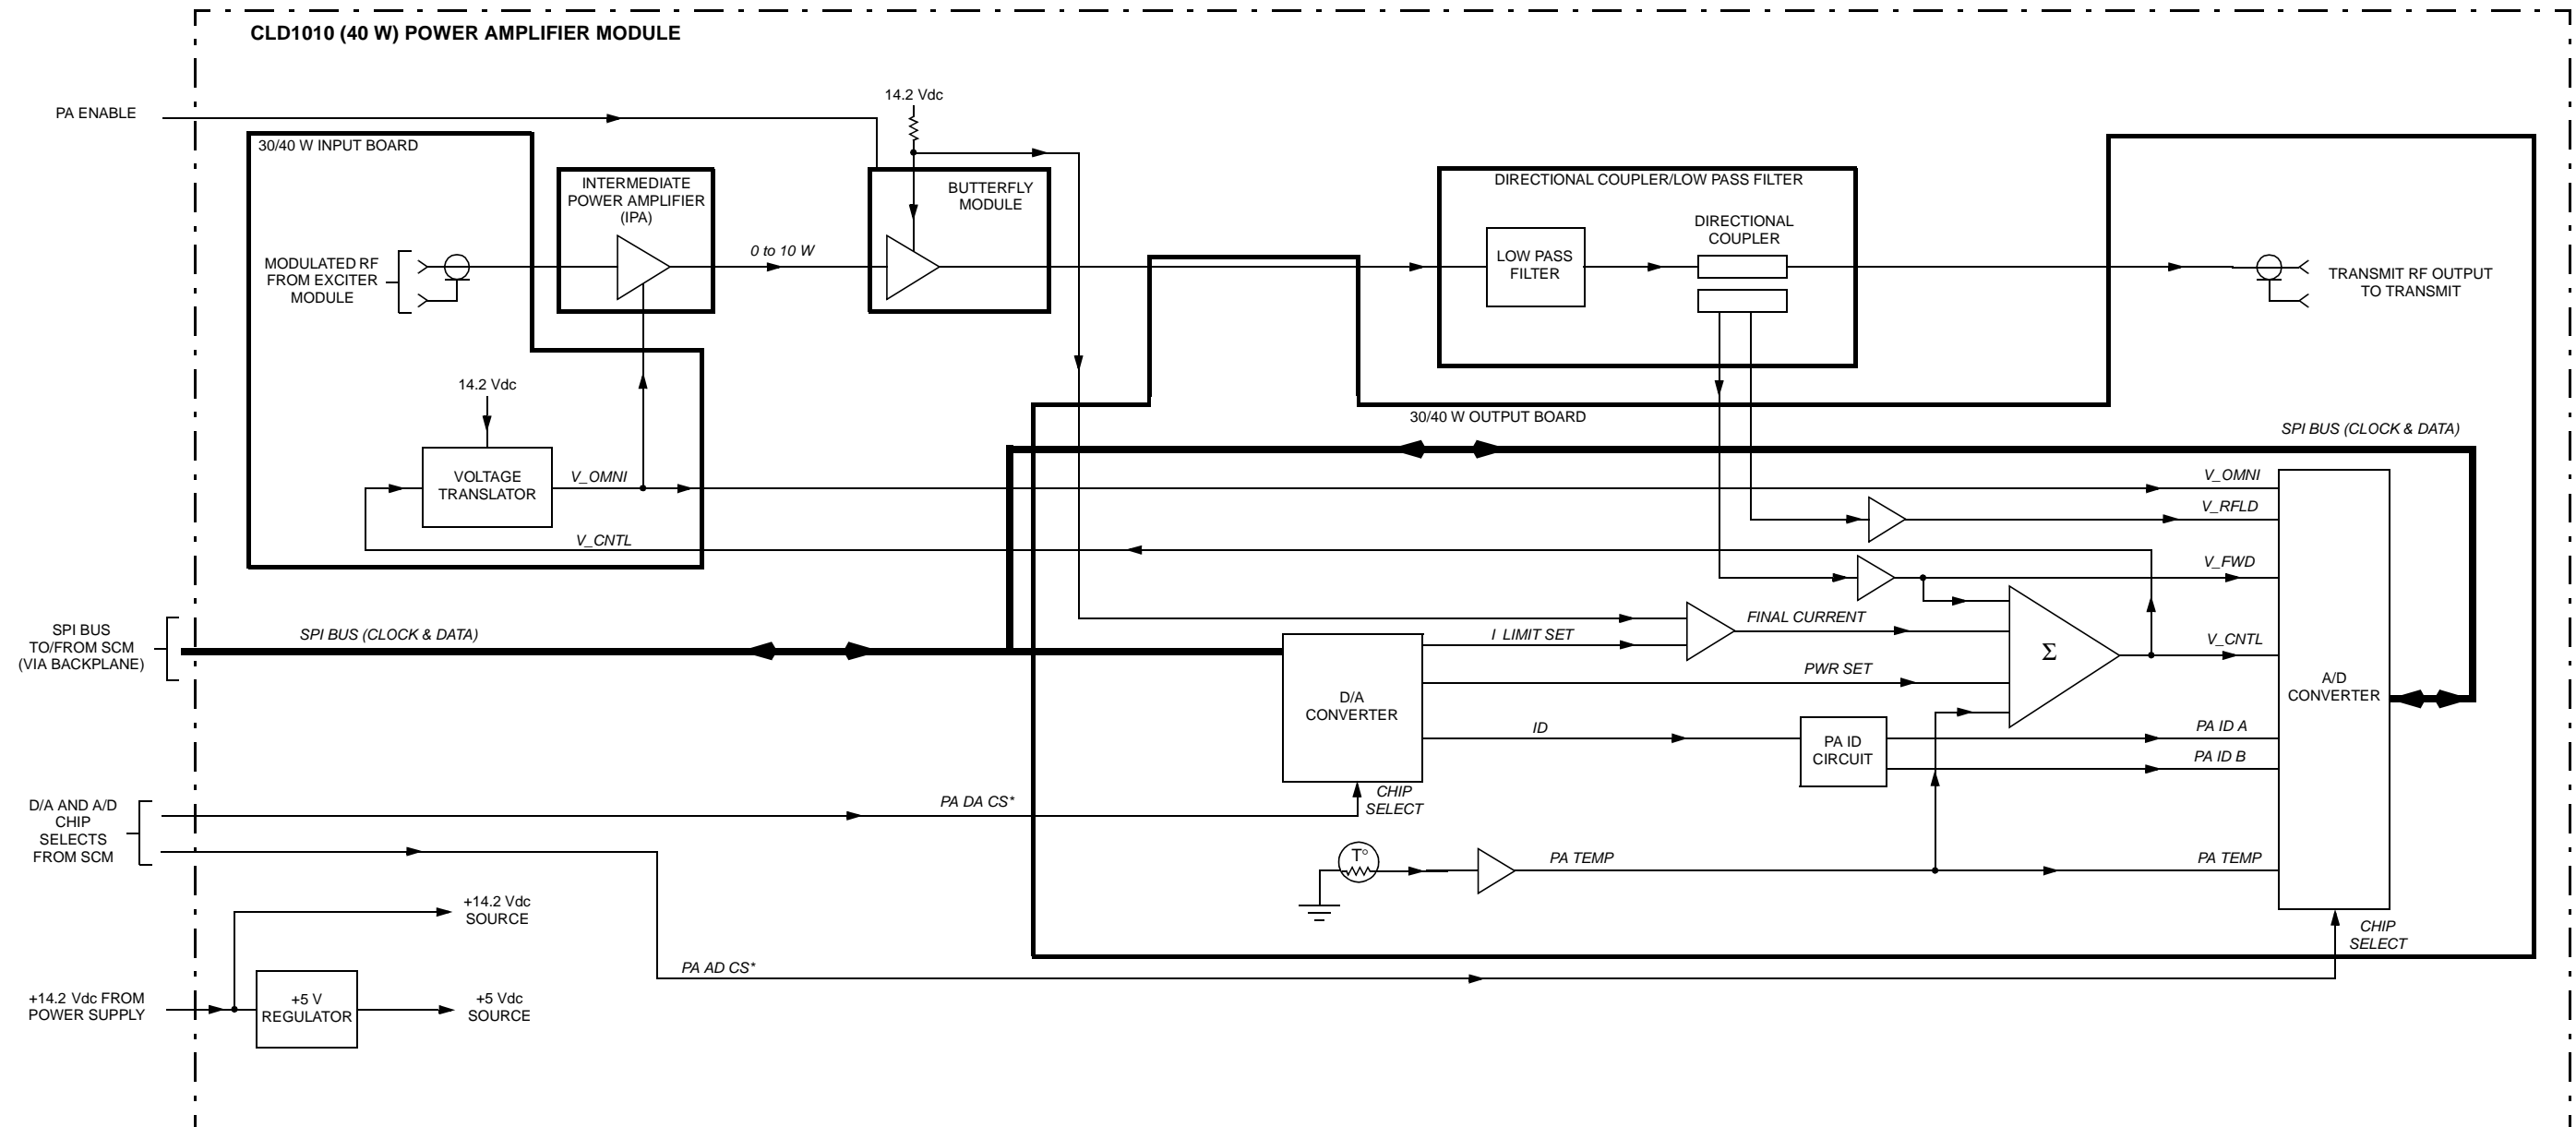 CLD1010 (40 W) POWER AMPLIFIER MODULE
14.2 Vdc
PA ENABLE
30/40 W INPUT BOARD
INTERMEDIATE
POWER AMPLIFIER
(IPA)
BUTTERFLY
MODULE
DIRECTIONAL COUPLER/LOW PASS FILTER
DIRECTIONAL
COUPLER
MODULATED RF
FROM EXCITER
MODULE
0 to 10 W
LOW PASS
FILTER
TRANSMIT RF OUTPUT
TO TRANSMIT
14.2 Vdc
30/40 W OUTPUT BOARD
SPI BUS (CLOCK & DATA)
VOLTAGE
TRANSLATOR
V_OMNI
V_OMNI
V_RFLD
V_CNTL
V_FWD
SPI BUS
TO/FROM SCM
(VIA BACKPLANE)
SPI BUS (CLOCK & DATA)
I LIMIT SET
FINAL CURRENT
Σ
V_CNTL
PWR SET
D/A
CONVERTER
A/D
CONVERTER
ID
PA ID
CIRCUIT
PA ID A
PA ID B
D/A AND A/D
CHIP
SELECTS
FROM SCM
PA DA CS*
CHIP
SELECT
T°
PA TEMP
PA TEMP
+14.2 Vdc
SOURCE
CHIP
SELECT
PA AD CS*
+14.2 Vdc FROM
POWER SUPPLY
+5 V
REGULATOR
+5 Vdc
SOURCE